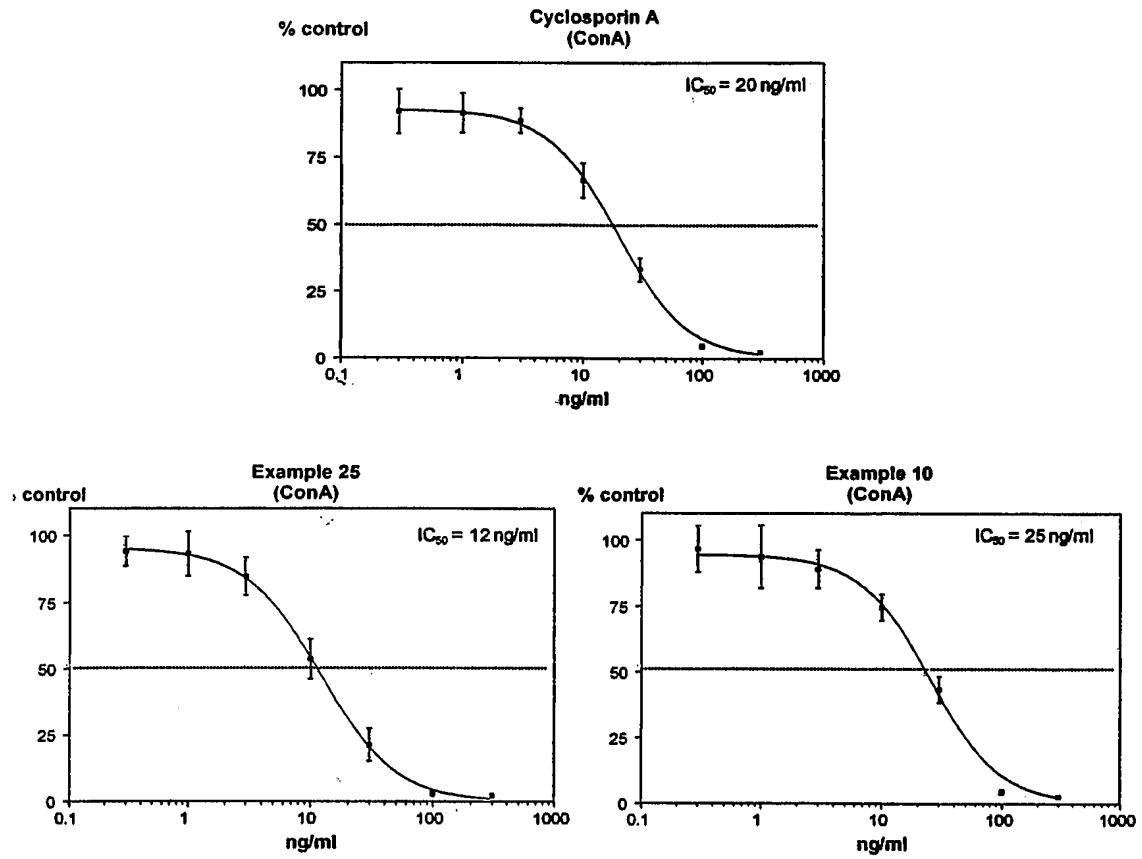 Cyclosporin A
(ConA)
% control
IC₅₀ = 20 ng/ml
100
75
50
25
0
0.1
1
10
100
1000
ng/ml
Example 25
(ConA)
control
IC₅₀ = 12 ng/ml
100
75
50
25
0
0.1
1
10
100
1000
ng/ml
Example 10
(ConA)
% control
IC₅₀ = 25 ng/ml
100
75
50
25
0
0.1
1
10
100
1000
ng/ml